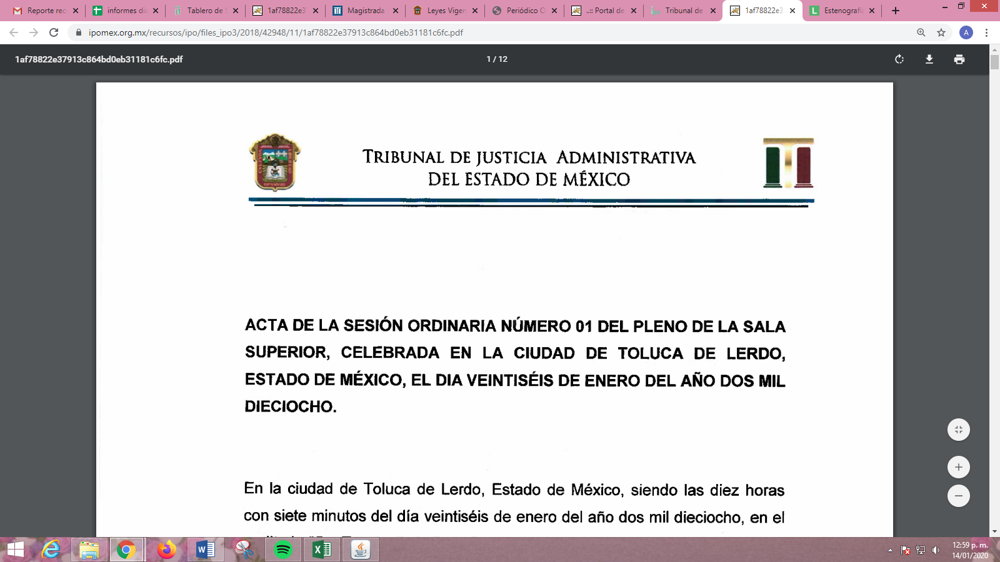 Reporte re
informes di
Tablero de S
1af78822e3
Magistrada
Leyes Viger
Periódico O
..:: Portal de
Tribunal de
1af78822e3
Estenografí
ipomex.org.mx/recursos/ipo/files_ipo3/2018/42948/11/1af78822e37913c864bd0eb31181c6fc.pdf
A
1af78822e37913c864bd0eb31181c6fc.pdf
1 / 12
TRIBUNAL DE JUSTICIA ADMINISTRATIVA
DEL ESTADO DE MÉXICO
ACTA DE LA SESIÓN ORDINARIA NÚMERO 01 DEL PLENO DE LA SALA
SUPERIOR, CELEBRADA EN LA CIUDAD DE TOLUCA DE LERDO,
ESTADO DE MÉXICO, EL DIA VEINTISÉIS DE ENERO DEL AÑO DOS MIL
DIECIOCHO.
En la ciudad de Toluca de Lerdo, Estado de México, siendo las diez horas
con siete minutos del día veintiséis de enero del año dos mil dieciocho, en el
12:59 p. m.
14/01/2020